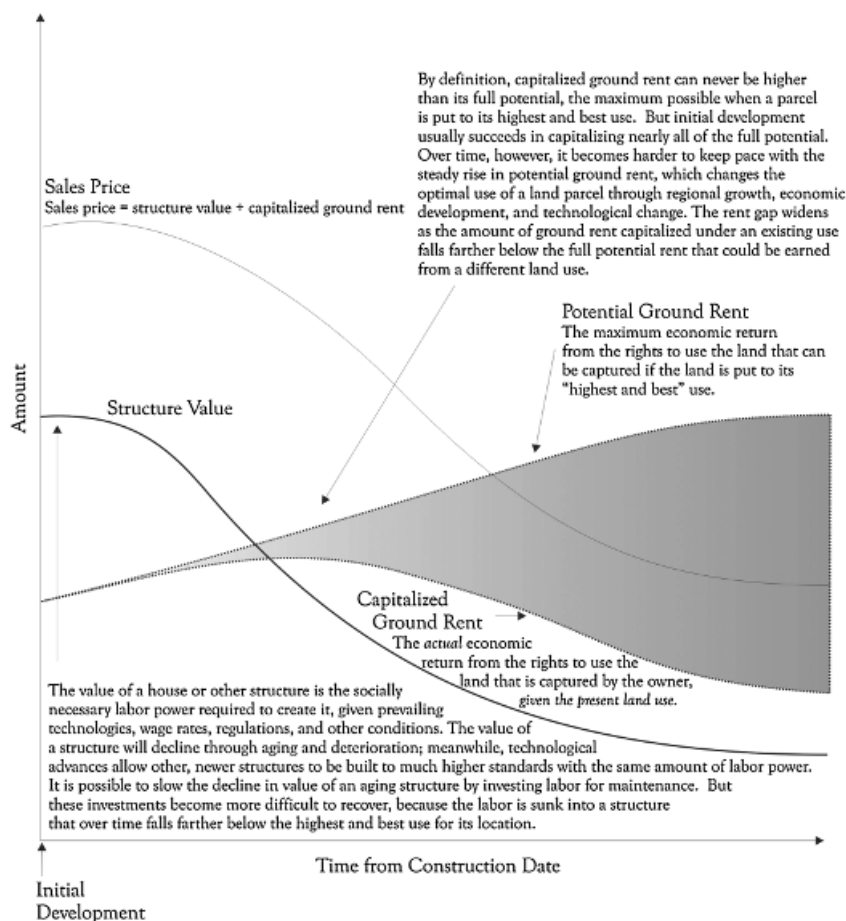 By definition, capitalized ground rent can never be higher
than its full potential, the maximum possible when a parcel
is put to its highest and best use. But initial development
usually succeeds in capitalizing nearly all of the full potential.
Over time, however, it becomes harder to keep pace with the
steady rise in potential ground rent, which changes the
optimal use of a land parcel through regional growth, economic
development, and technological change. The rent gap widens
as the amount of ground rent capitalized under an existing use
falls farther below the full potential rent that could be earned
from a different land use.
Sales Price
Sales price = structure value + capitalized ground rent
Potential Ground Rent
The maximum economic return
from the rights to use the land that can
be captured if the land is put to its
"highest and best" use.
Amount
Structure Value
Capitalized
Ground Rent
The actual economic
return from the rights to use the
land that is captured by the owner,
given the present land use.
The value of a house or other structure is the socially
necessary labor power required to create it, given prevailing
technologies, wage rates, regulations, and other conditions. The value of
a structure will decline through aging and deterioration; meanwhile, technological
advances allow other, newer structures to be built to much higher standards with the same amount of labor power.
It is possible to slow the decline in value of an aging structure by investing labor for maintenance. But
these investments become more difficult to recover, because the labor is sunk into a structure
that over time falls farther below the highest and best use for its location.
Time from Construction Date
Initial
Development